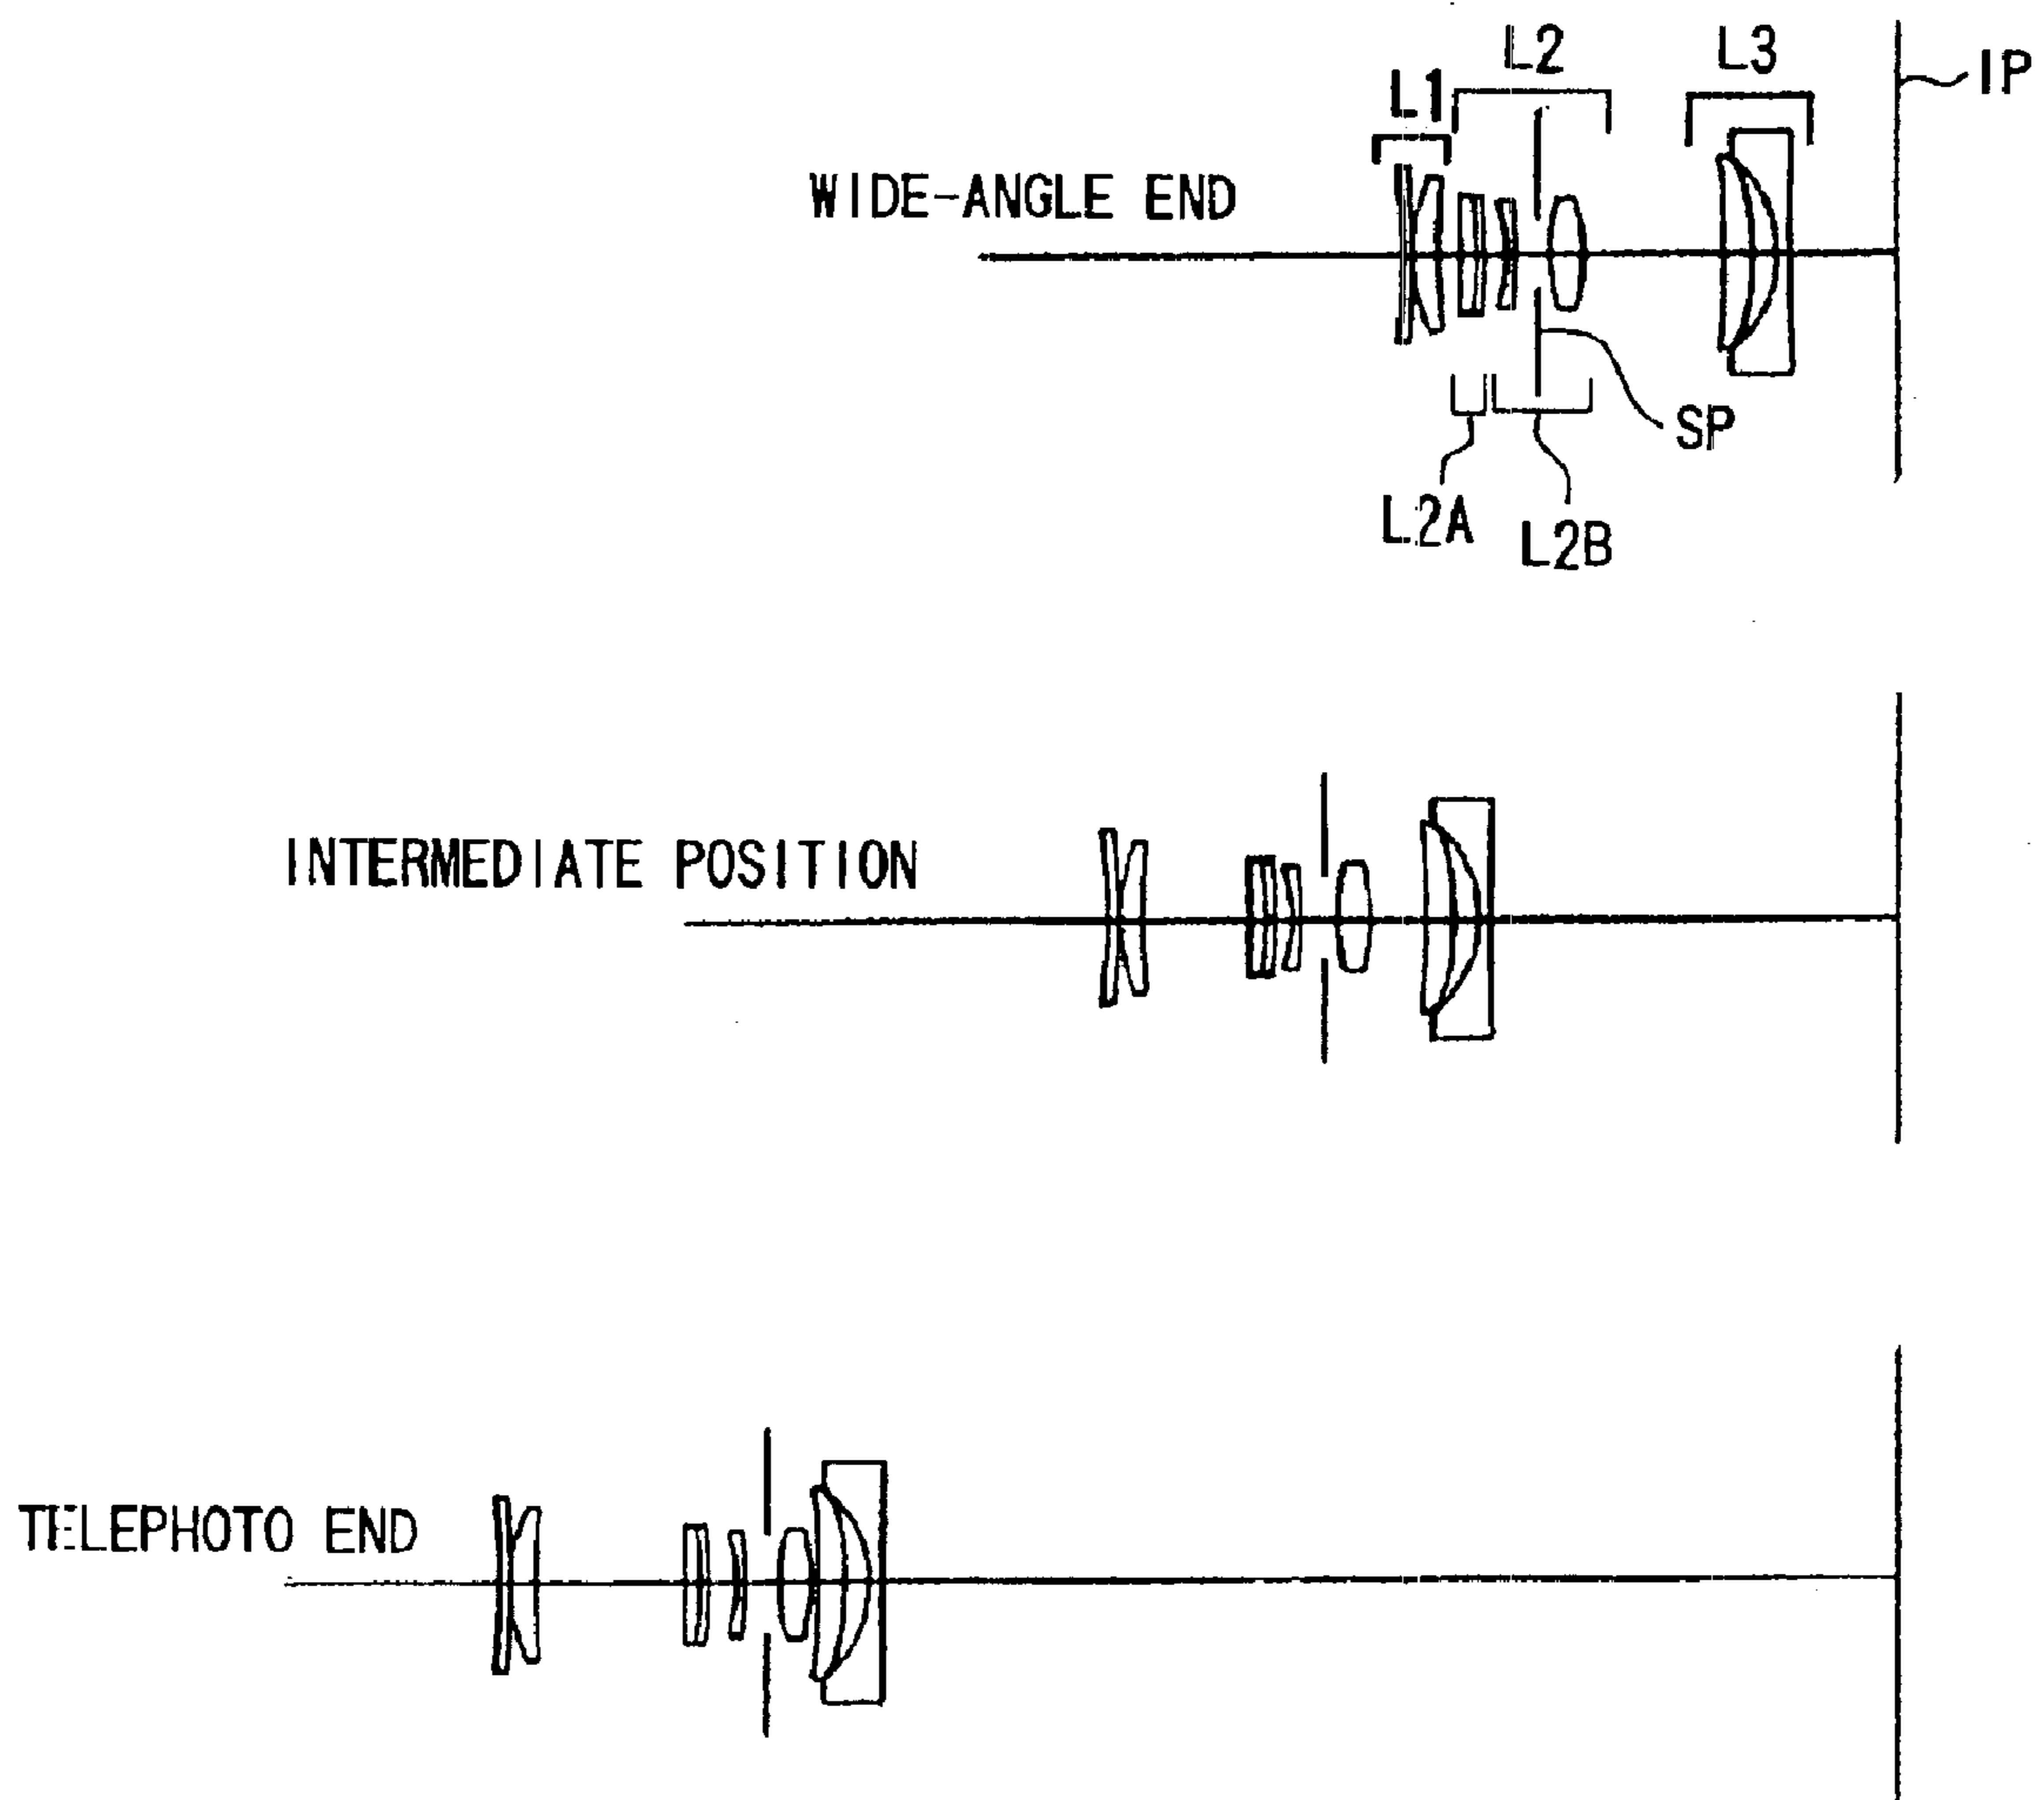 L2
L3
IP
L1
WIDE-ANGLE END
SP
L2A
L2B
INTERMEDIATE POSITION
TELEPHOTO END